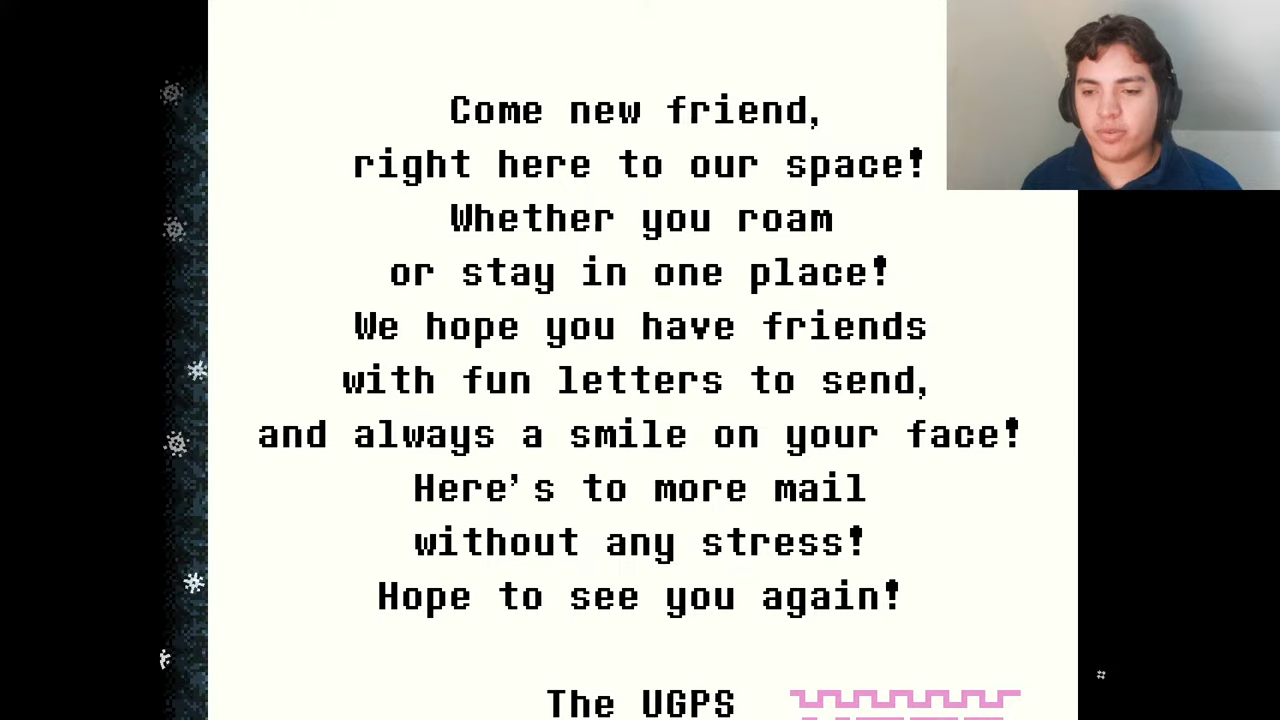 Come new friend,
right here to our space!
Whether you roam
or stay in one place!
We hope you have friends
with fun letters to send,
and always a smile on your face!
Here's to more mail
without any stress!
Hope to see you again!
The UGPS